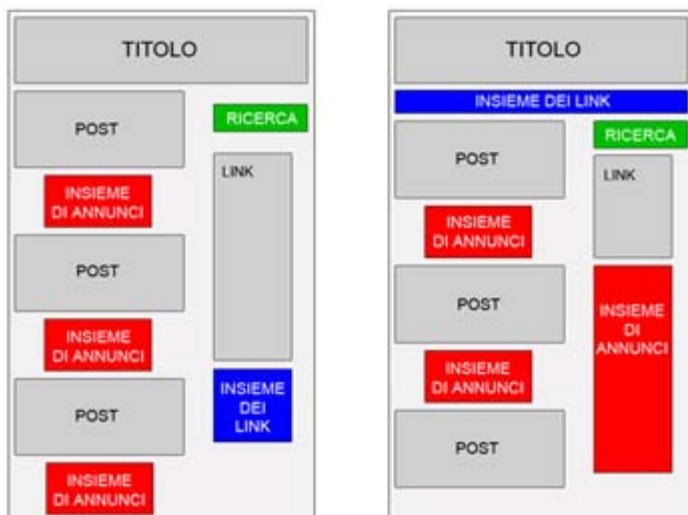 TITOLO
POST
RICERCA
LINK
INSIEME
DI ANNUNCI
POST
INSIEME
DI ANNUNCI
POST
INSIEME
DEI
LINK
INSIEME
DI ANNUNCI
TITOLO
INSIEME DEI LINK
POST
RICERCA
LINK
INSIEME
DI ANNUNCI
POST
INSIEME
DI
ANNUNCI
INSIEME
DI ANNUNCI
POST